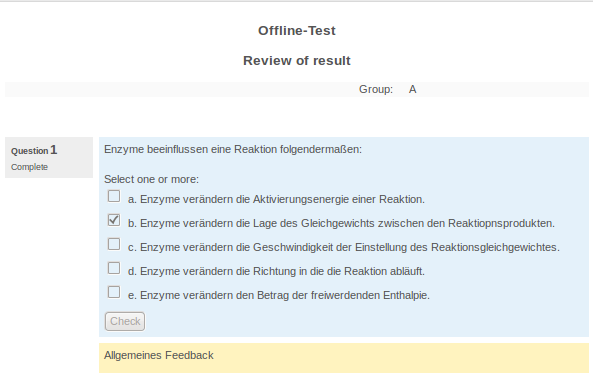 Offline-Test
Review of result
Group: A
Question 1
Complete
Enzyme beeinflussen eine Reaktion folgendermaßen:
Select one or more:
a. Enzyme verändern die Aktivierungsenergie einer Reaktion.
b. Enzyme verändern die Lage des Gleichgewichts zwischen den Reaktiopnsprodukten.
c. Enzyme verändern die Geschwindigkeit der Einstellung des Reaktionsgleichgewichtes.
d. Enzyme verändern die Richtung in die die Reaktion abläuft.
e. Enzyme verändern den Betrag der freiwerdenden Enthalpie.
Check
Allgemeines Feedback